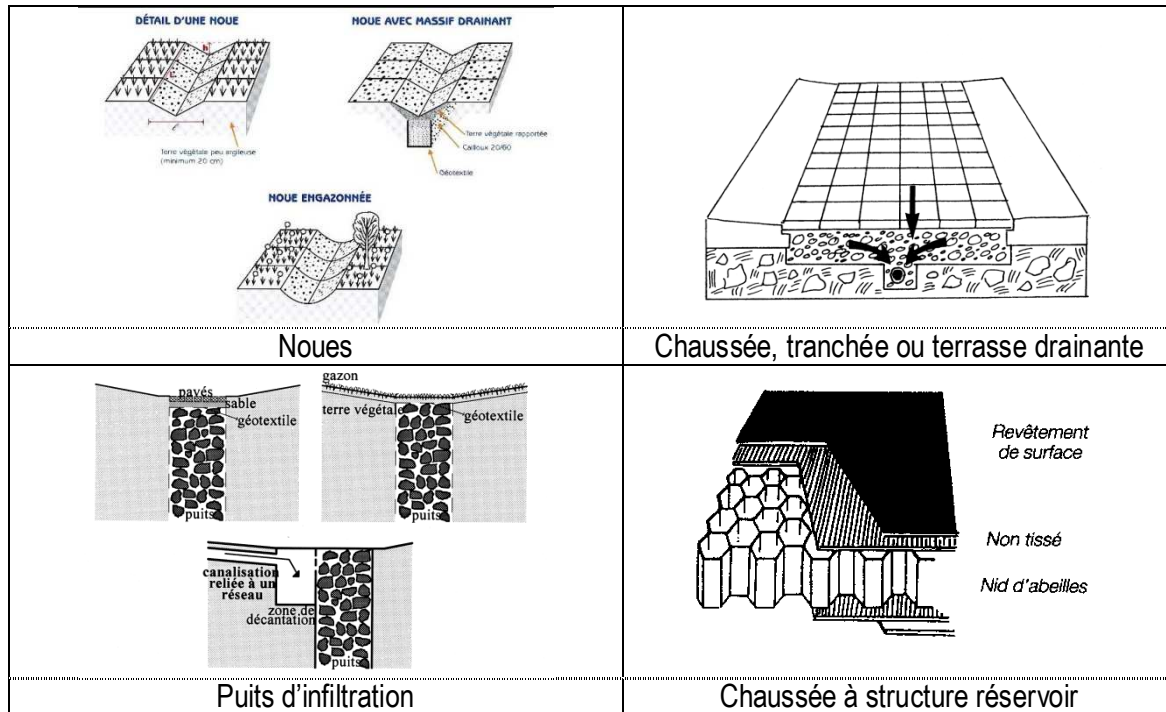 DÉTAIL D'UNE NOUE
NOUE AVEC MASSIF DRAINANT
h
L
Terre végétale peu argileuse
(minimum 20 cm)
Terre végétale rapportée
Cailloux 20/60
Géotextile
NOUE ENGAZONNÉE
Noues
Chaussée, tranchée ou terrasse drainante
pavés
sable
géotextile
puits
gazon
terre végétale
géotextile
puits
canalisation
reliée à un
réseau
zone de
décantation
puits
Revêtement
de surface
Non tissé
Nid d'abeilles
Puits d'infiltration
Chaussée à structure réservoir